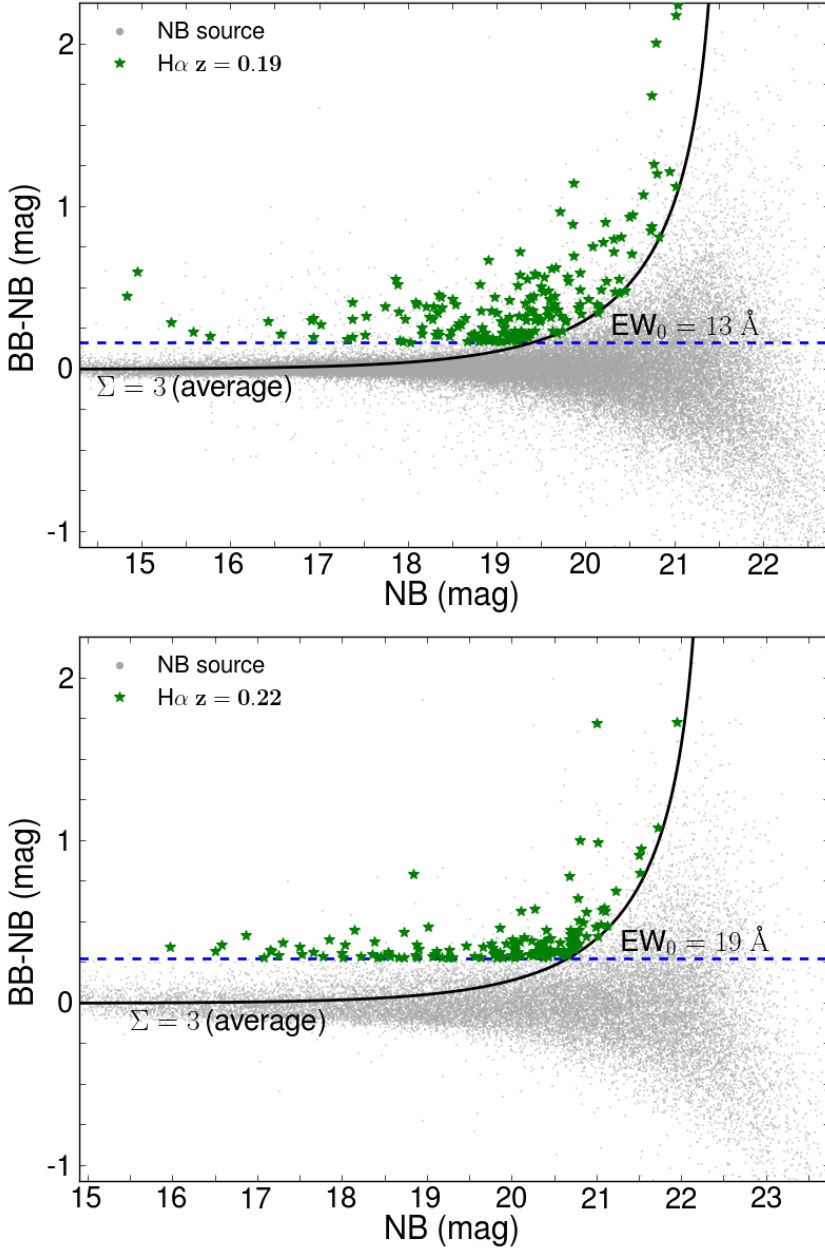 NB source
Hα z = 0.19
2
1
0
-1
BB-NB (mag)
EW₀ = 13 Å
Σ = 3 (average)
15 16 17 18 19 20 21 22
NB (mag)
NB source
Hα z = 0.22
2
1
0
-1
BB-NB (mag)
EW₀ = 19 Å
Σ = 3 (average)
15 16 17 18 19 20 21 22 23
NB (mag)